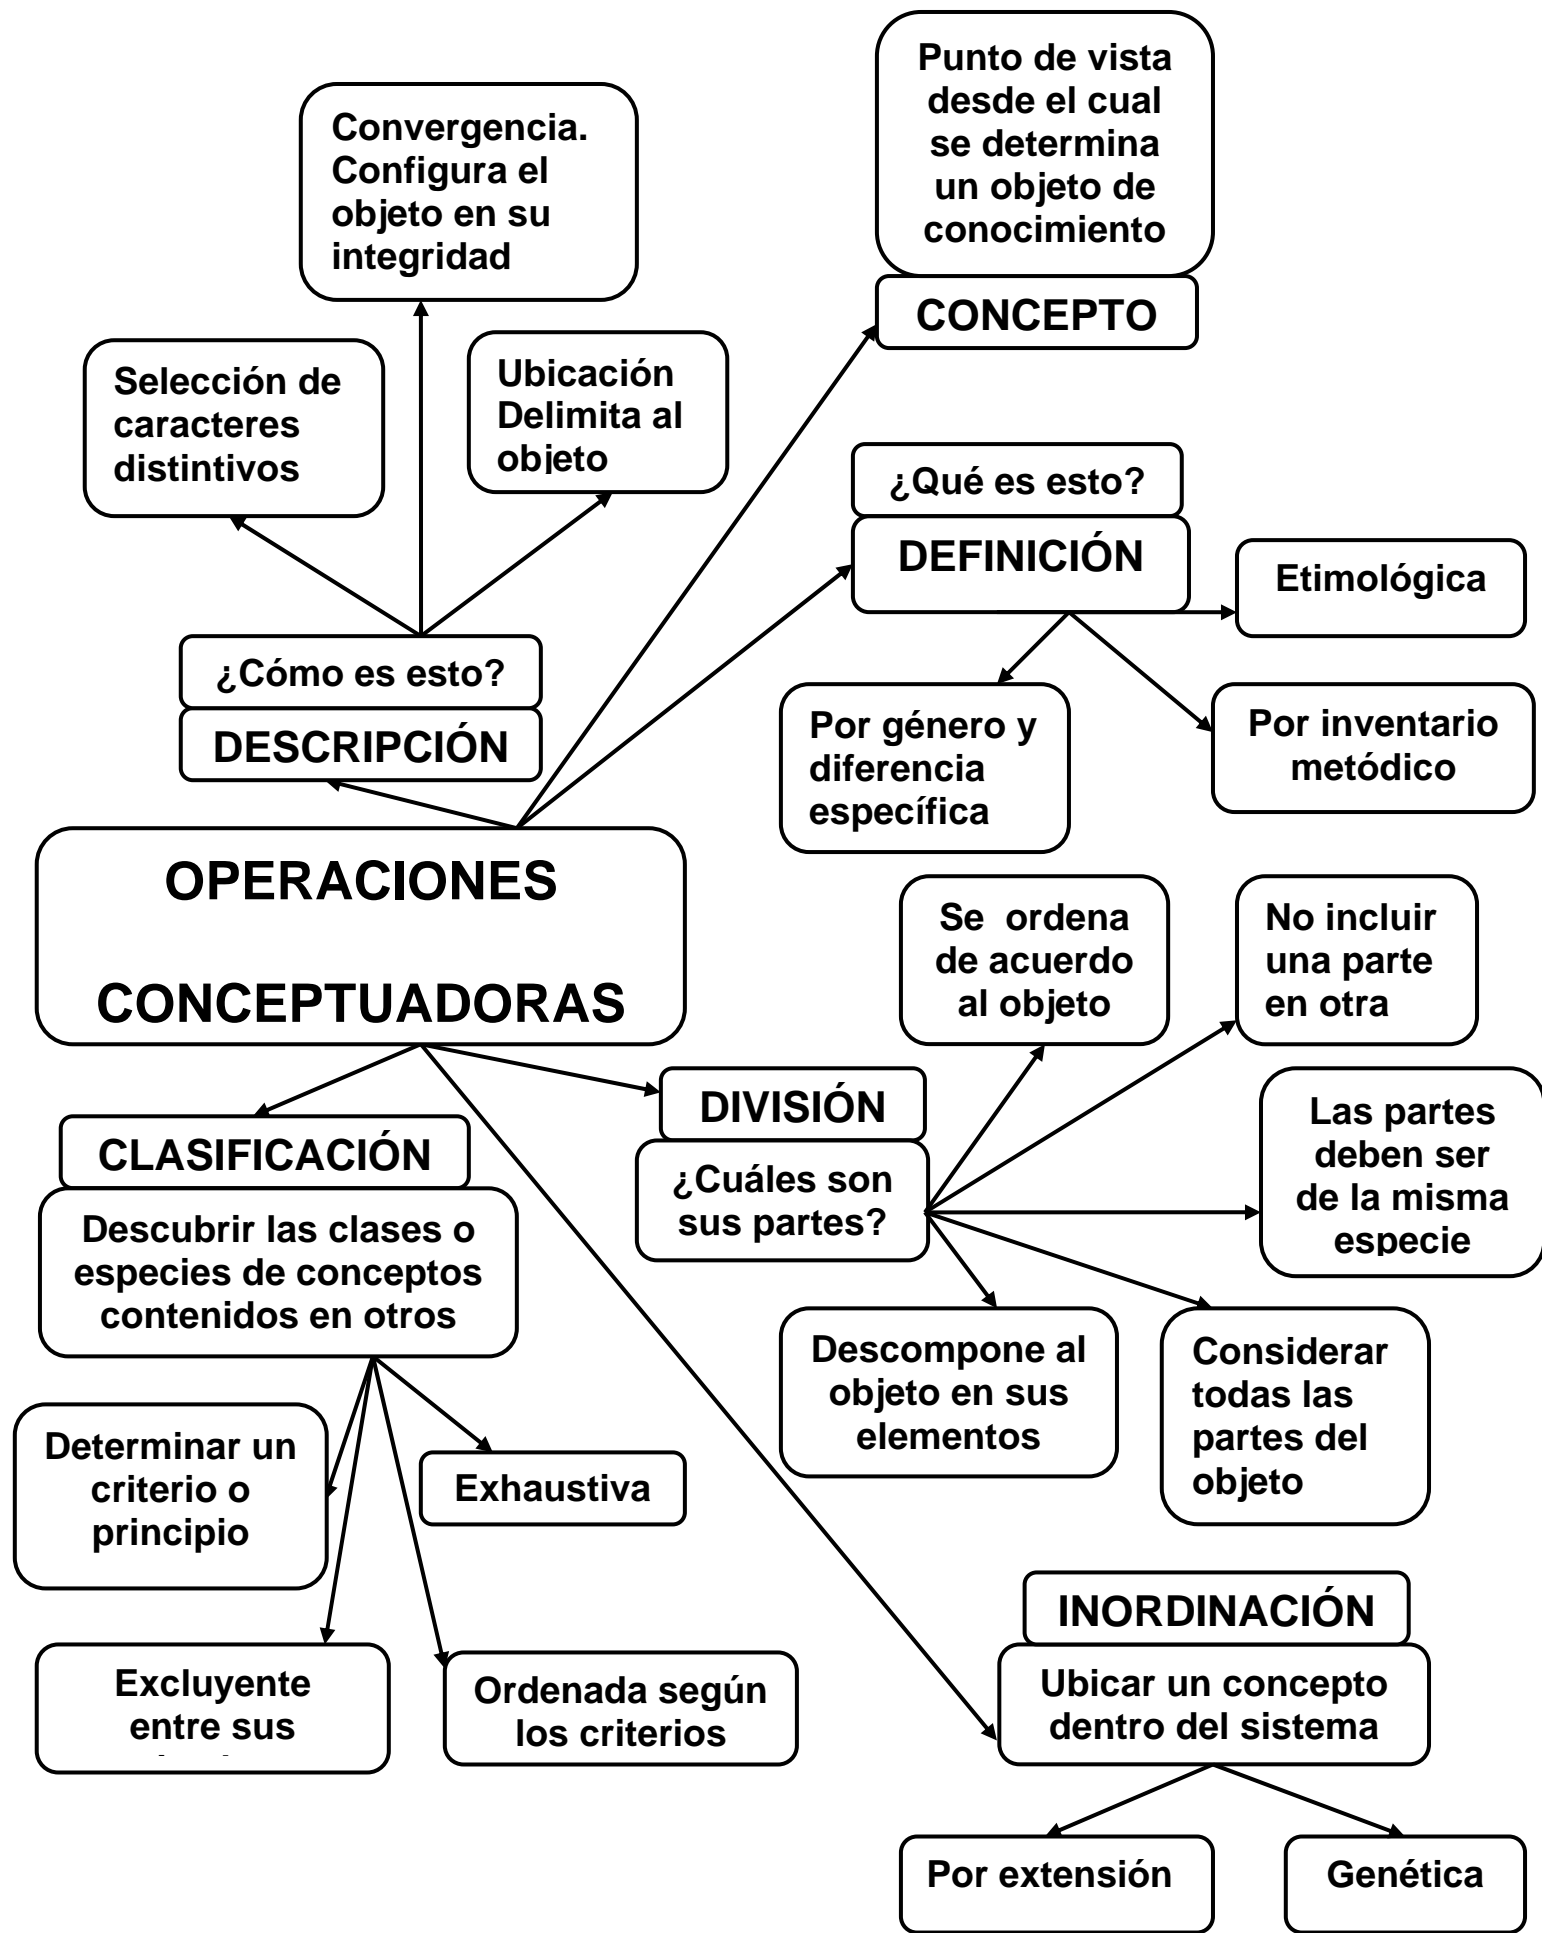 Punto de vista
desde el cual
se determina
un objeto de
conocimiento
CONCEPTO
Convergencia.
Configura el
objeto en su
integridad
Selección de
caracteres
distintivos
Ubicación
Delimita al
objeto
¿Cómo es esto?
DESCRIPCIÓN
¿Qué es esto?
DEFINICIÓN
Etimológica
Por género y
diferencia
específica
Por inventario
metódico
OPERACIONES
CONCEPTUADORAS
Se  ordena
de acuerdo
al objeto
No incluir
una parte
en otra
DIVISIÓN
¿Cuáles son
sus partes?
Las partes
deben ser
de la misma
especie
Descompone al
objeto en sus
elementos
Considerar
todas las
partes del
objeto
CLASIFICACIÓN
Descubrir las clases o
especies de conceptos
contenidos en otros
Determinar un
criterio o
principio
Exhaustiva
Excluyente
entre sus
Ordenada según
los criterios
INORDINACIÓN
Ubicar un concepto
dentro del sistema
Por extensión
Genética